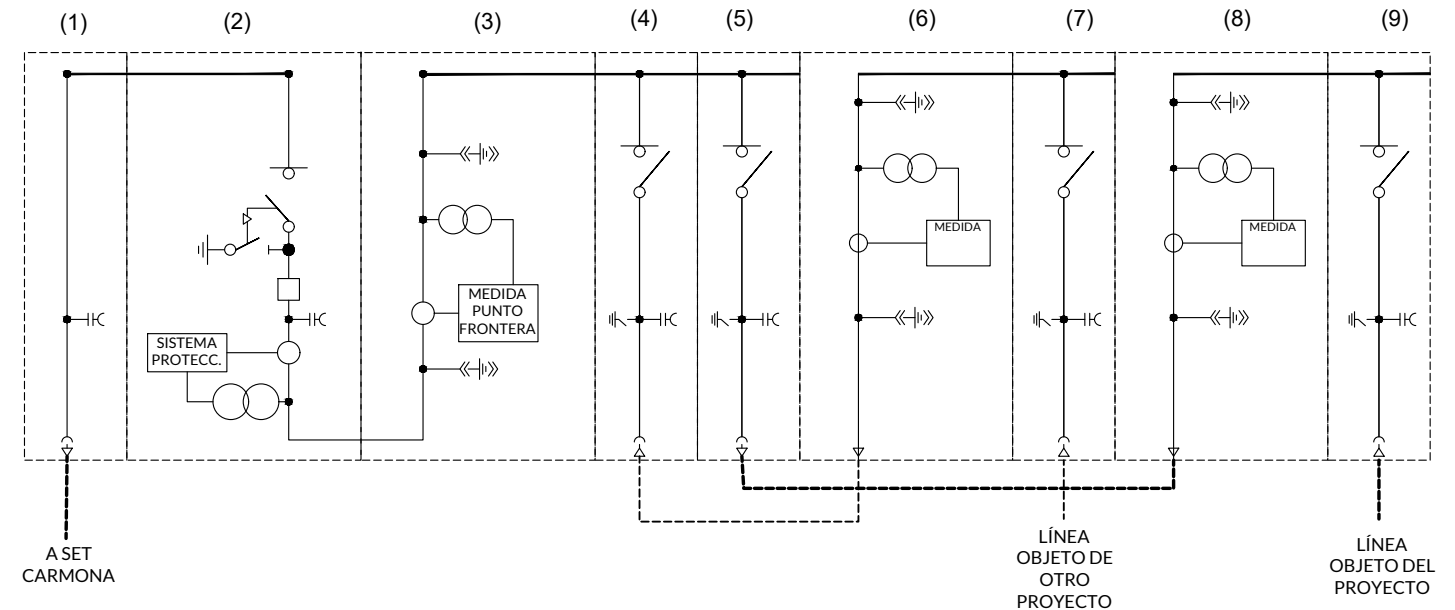 (1) (2) (3) (4) (5) (6) (7) (8) (9)
SISTEMA
PROTECC.
MEDIDA
PUNTO
FRONTERA
MEDIDA
MEDIDA
A SET
CARMONA
LÍNEA
OBJETO DE
OTRO
PROYECTO
LÍNEA
OBJETO DEL
PROYECTO